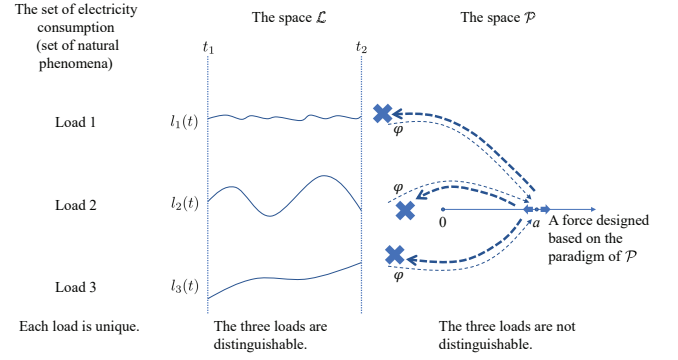 The set of electricity
consumption
(set of natural
phenomena)
The space ℒ
The space 𝒫
t₁
t₂
Load 1
l₁(t)
φ
Load 2
l₂(t)
φ
0
a
A force designed
based on the
paradigm of 𝒫
Load 3
l₃(t)
φ
Each load is unique.
The three loads are
distinguishable.
The three loads are not
distinguishable.